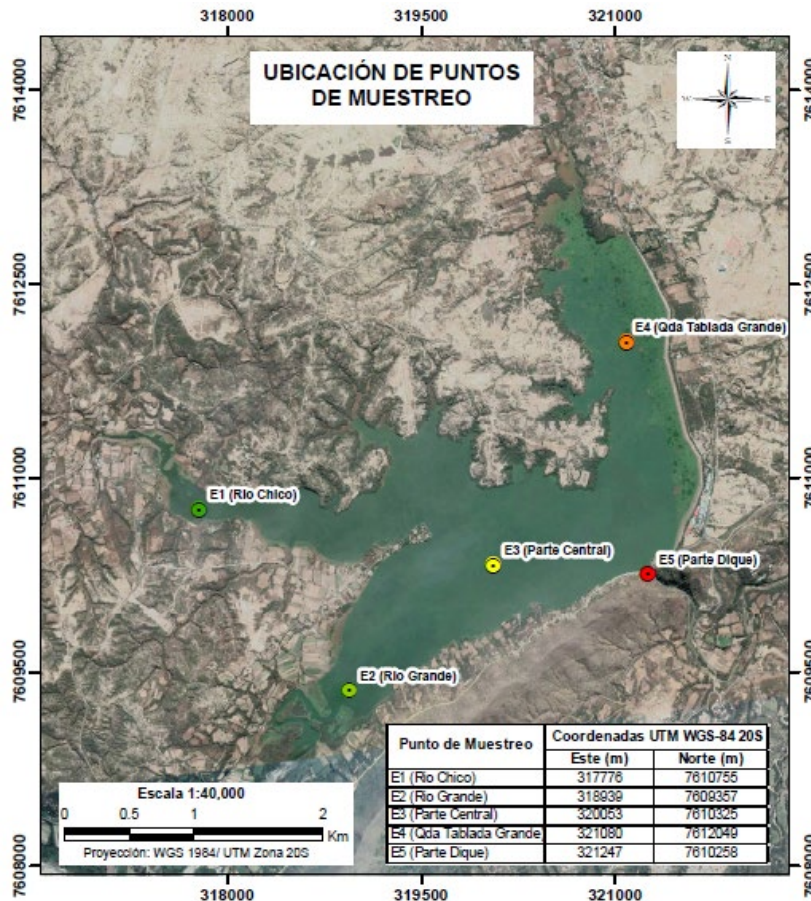 318000 319500 321000
UBICACIÓN DE PUNTOS
DE MUESTREO
N
W E
S
7614000 7614000
7612500 7612500
E4 (Qda Tablada Grande)
7611000 7611000
E1 (Rio Chico)
E3 (Parte Central)
E5 (Parte Dique)
7609500 7609500
E2 (Rio Grande)
Punto de Muestreo Coordenadas UTM WGS-84 20S
Este (m) Norte (m)
E1 (Rio Chico) 317776 7610755
E2 (Rio Grande) 318939 7609357
E3 (Parte Central) 320053 7610325
E4 (Qda Tablada Grande) 321080 7612049
E5 (Parte Dique) 321247 7610258
Escala 1:40,000
0 0.5 1 2
Km
Proyección: WGS 1984/ UTM Zona 20S
7608000 7608000
318000 319500 321000